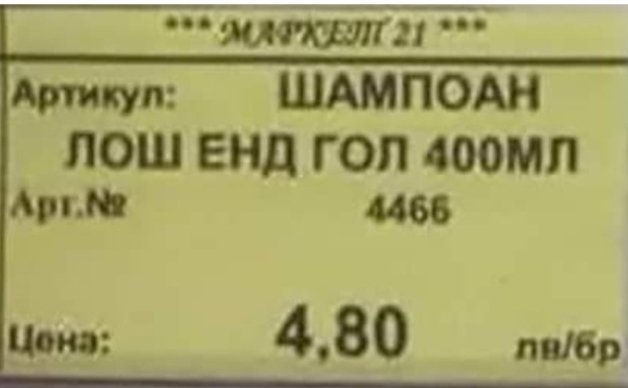 *** МАРКЕТ 21 ***
Артикул: ШАМПОАН
ЛОШ ЕНД ГОЛ 400МЛ
Арт.№ 4466
Цена: 4,80 лв/бр